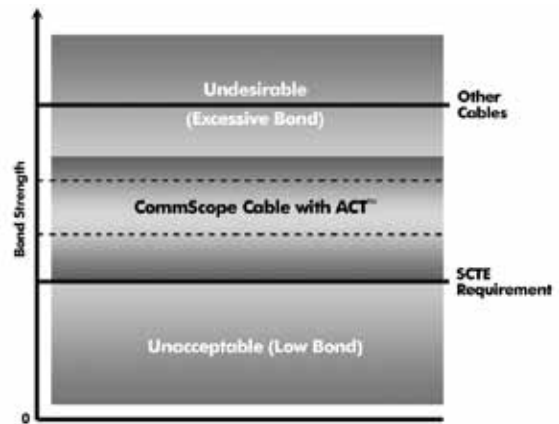 Undesirable
(Excessive Bond)
Other
Cables
CommScope Cable with ACT™
SCTE
Requirement
Unacceptable (Low Bond)
Bond Strength
0